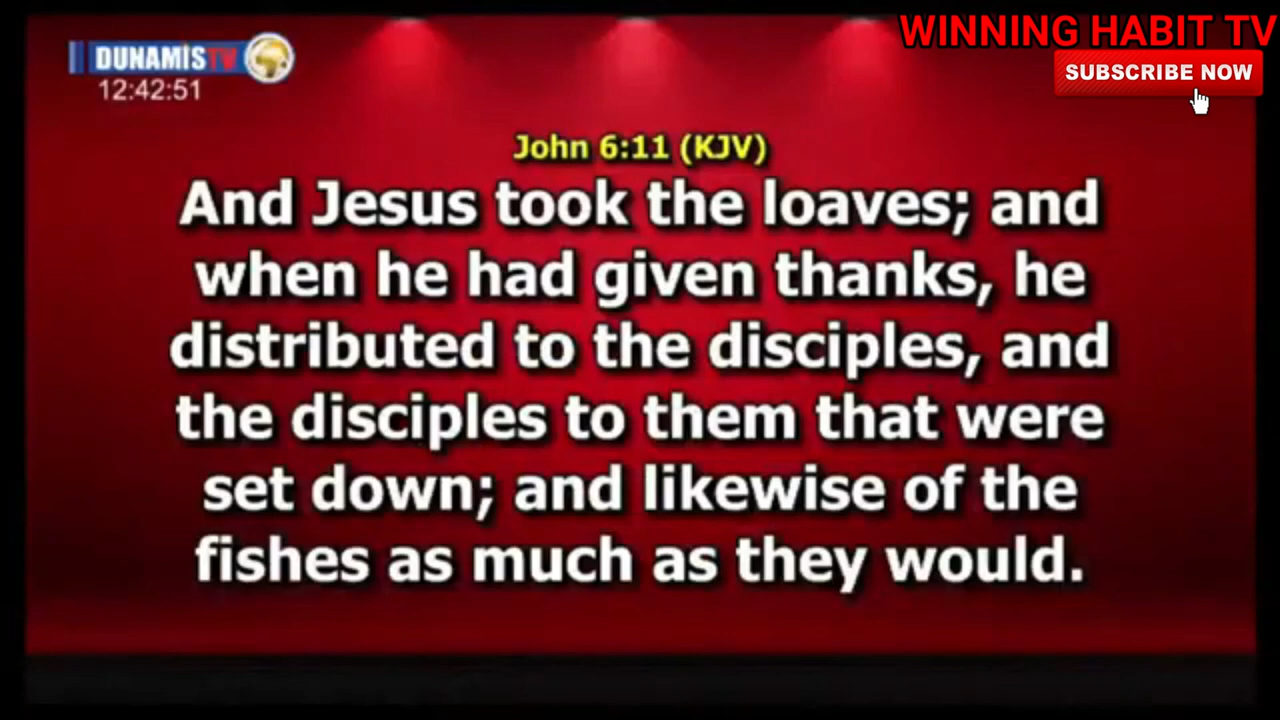 WINNING HABIT TV
DUNAMIS TV
SUBSCRIBE NOW
12:42:51
John 6:11 (KJV)
And Jesus took the loaves; and
when he had given thanks, he
distributed to the disciples, and
the disciples to them that were
set down; and likewise of the
fishes as much as they would.